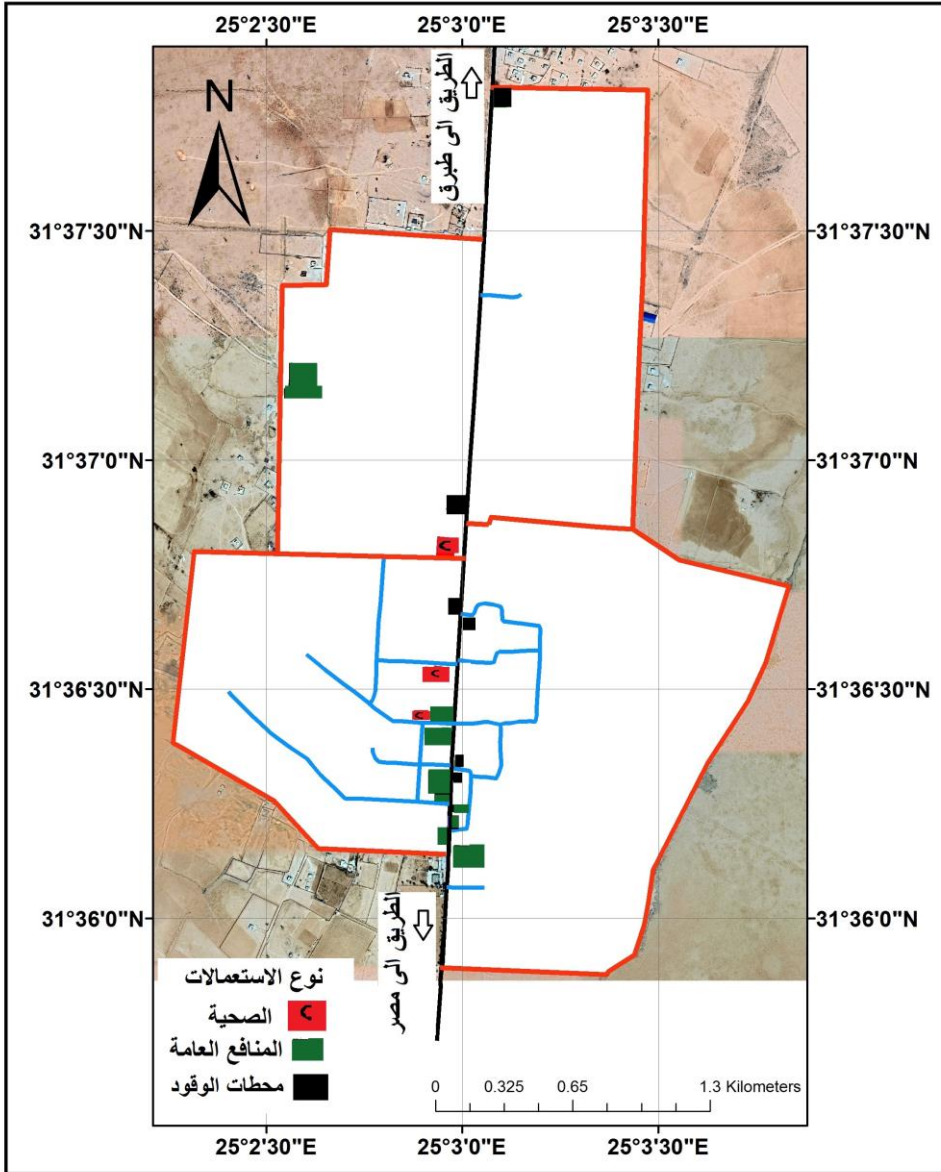 25°2'30"E
25°3'0"E
25°3'30"E
N
الطريق الى طبرق
31°37'30"N
31°37'30"N
31°37'0"N
31°37'0"N
31°36'30"N
31°36'30"N
31°36'0"N
31°36'0"N
الطريق الى مصر
نوع الاستعمالات
الصحية
المنافع العامة
محطات الوقود
0 0.325 0.65 1.3 Kilometers
25°2'30"E
25°3'0"E
25°3'30"E